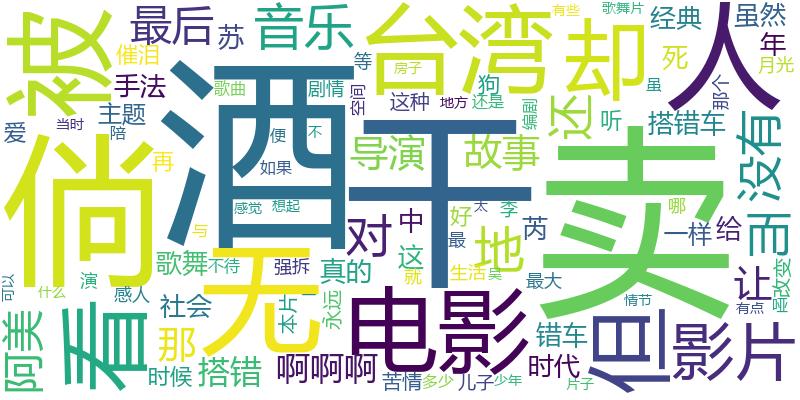 被
最后
苏
音乐
台湾
却
人
歌舞片
有些
经典
虽然
年
催泪
手法
歌曲
剧情
等
房子
空间
狗
这种
地方
还是
编剧
还
听
死
虽
那个
月光
搭错车
爱
当时
主题
陪
倘
酒
干
卖
没有
便
不
如果
导演
故事
再
感觉
想起
与
对
中
这
就
好
最
太
李
地
芮
哪
一样
给
而
歌舞
不待
强拆
真的
无
生活
吴
最大
让
改变
可以
什么
演
感人
社会
本片
一
永远
电影
情节
有点
阿美
看
那
时候
搭错
啊啊啊
苦情
多少
儿子
少年
错车
时代
片子
但
影片